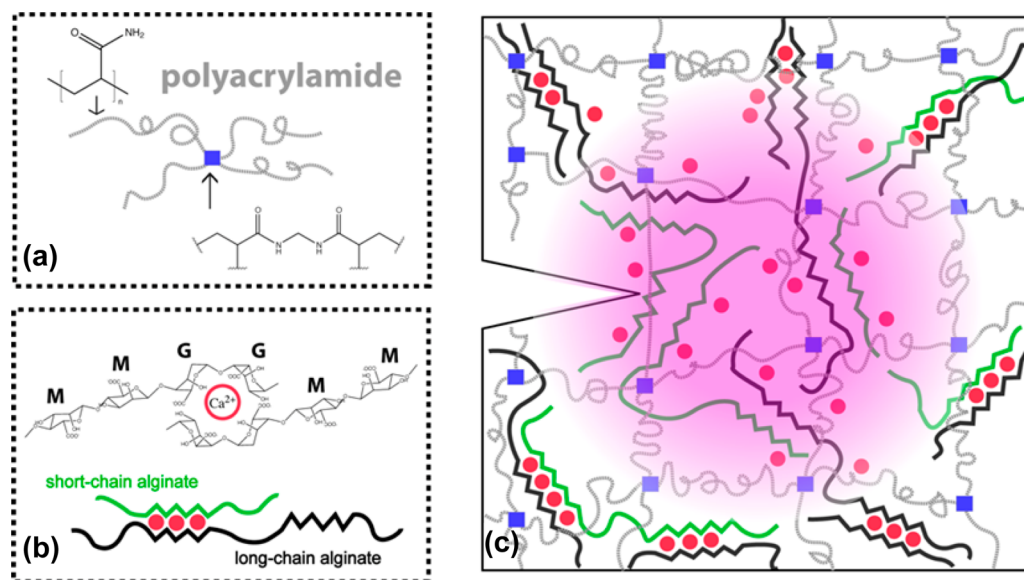 O
NH₂
n
polyacrylamide
O
O
N
H
N
H
(a)
M
M
G
G
M
M
Ca²⁺
short-chain alginate
long-chain alginate
(b)
(c)